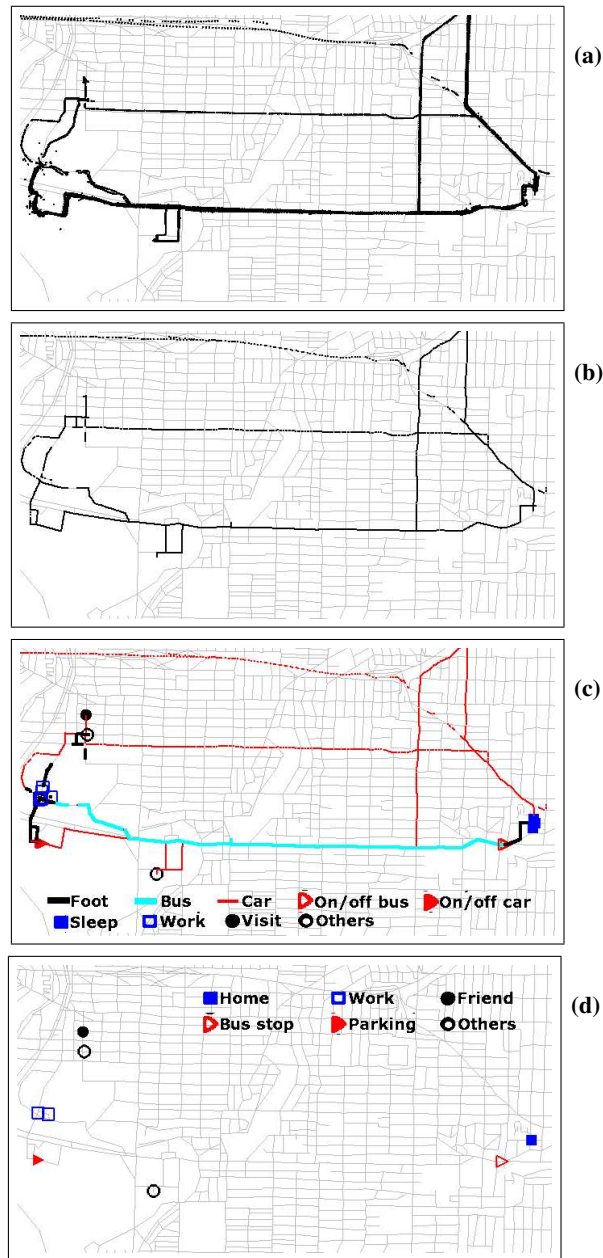 (a)
(b)
(c)
Foot Bus Car On/off bus On/off car
Sleep Work Visit Others
(d)
Home Work Friend
Bus stop Parking Others